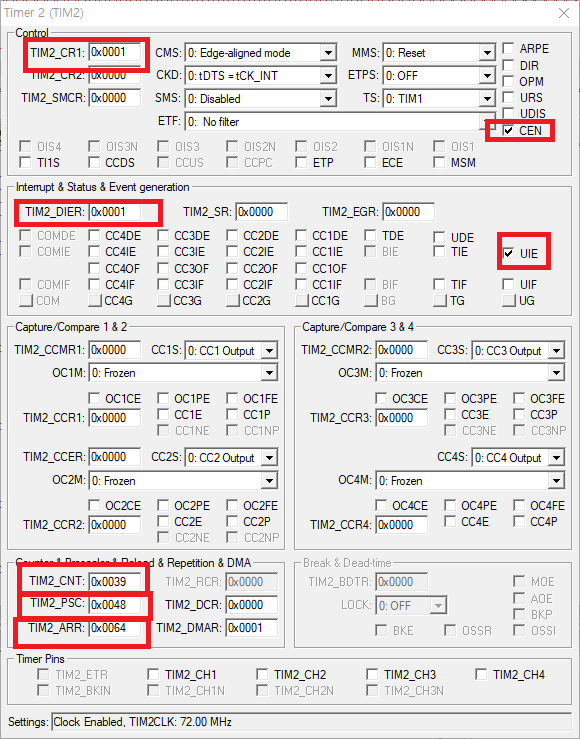 Timer 2 (TIM2)
Control
TIM2_CR1: 0x0001 CMS: 0: Edge-aligned mode MMS: 0: Reset ARPE
DIR
TIM2_CR2: 0x0000 CKD: 0: tDTS = tCK_INT ETPS: 0: OFF OPM
TIM2_SMCR: 0x0000 SMS: 0: Disabled TS: 0: TIM1 URS
UDIS
ETF: 0: No filter CEN
OIS4 OIS3N OIS3 OIS2N OIS2 OIS1N OIS1
TI1S CCDS CCUS CCPC ETP ECE MSM
Interrupt & Status & Event generation
TIM2_DIER: 0x0001 TIM2_SR: 0x0000 TIM2_EGR: 0x0000
COMDE CC4DE CC3DE CC2DE CC1DE TDE UDE
COMIE CC4IE CC3IE CC2IE CC1IE BIE TIE UIE
CC4OF CC3OF CC2OF CC1OF
COMIF CC4IF CC3IF CC2IF CC1IF BIF TIF UIF
COM CC4G CC3G CC2G CC1G BG TG UG
Capture/Compare 1 & 2
TIM2_CCMR1: 0x0000 CC1S: 0: CC1 Output
OC1M: 0: Frozen
OC1CE OC1PE OC1FE
CC1E CC1P
TIM2_CCR1: 0x0000 CC1NE CC1NP
TIM2_CCER: 0x0000 CC2S: 0: CC2 Output
OC2M: 0: Frozen
OC2CE OC2PE OC2FE
TIM2_CCR2: 0x0000 CC2E CC2P
CC2NE CC2NP
Capture/Compare 3 & 4
TIM2_CCMR2: 0x0000 CC3S: 0: CC3 Output
OC3M: 0: Frozen
OC3CE OC3PE OC3FE
TIM2_CCR3: 0x0000 CC3E CC3P
CC3NE CC3NP
CC4S: 0: CC4 Output
OC4M: 0: Frozen
OC4CE OC4PE OC4FE
TIM2_CCR4: 0x0000 CC4E CC4P
Counter & Prescaler & Reload & Repetition & DMA
TIM2_CNT: 0x0039 TIM2_RCR: 0x0000
TIM2_PSC: 0x0048 TIM2_DCR: 0x0000
TIM2_ARR: 0x0064 TIM2_DMAR: 0x0001
Break & Dead-time
TIM2_BDTR: 0x0000 MOE
AOE
LOCK: 0: OFF BKP
BKE OSSR OSSI
Timer Pins
TIM2_ETR TIM2_CH1 TIM2_CH2 TIM2_CH3 TIM2_CH4
TIM2_BKIN TIM2_CH1N TIM2_CH2N TIM2_CH3N
Settings: Clock Enabled, TIM2CLK: 72.00 MHz